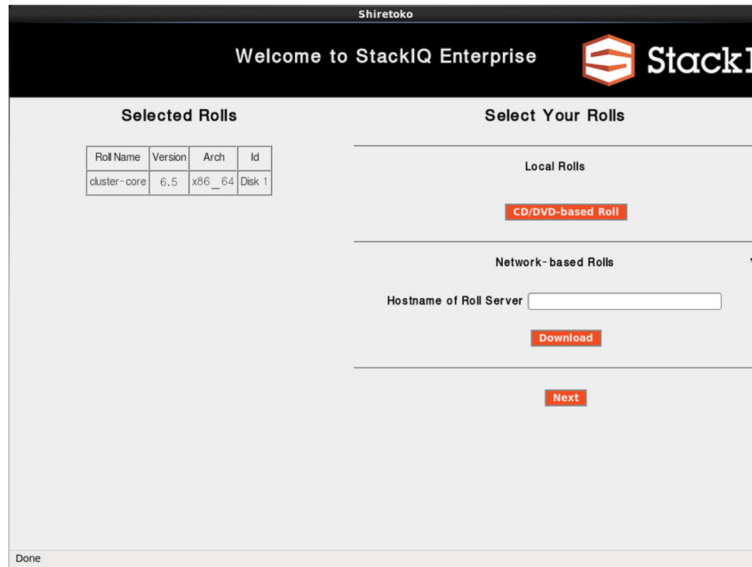 Shiretoko
Welcome to StackIQ Enterprise
StackI
Selected Rolls
Roll Name Version Arch Id
cluster-core 6.5 x86_64 Disk 1
Select Your Rolls
Local Rolls
CD/DVD-based Roll
Network-based Rolls
Hostname of Roll Server
Download
Next
Done